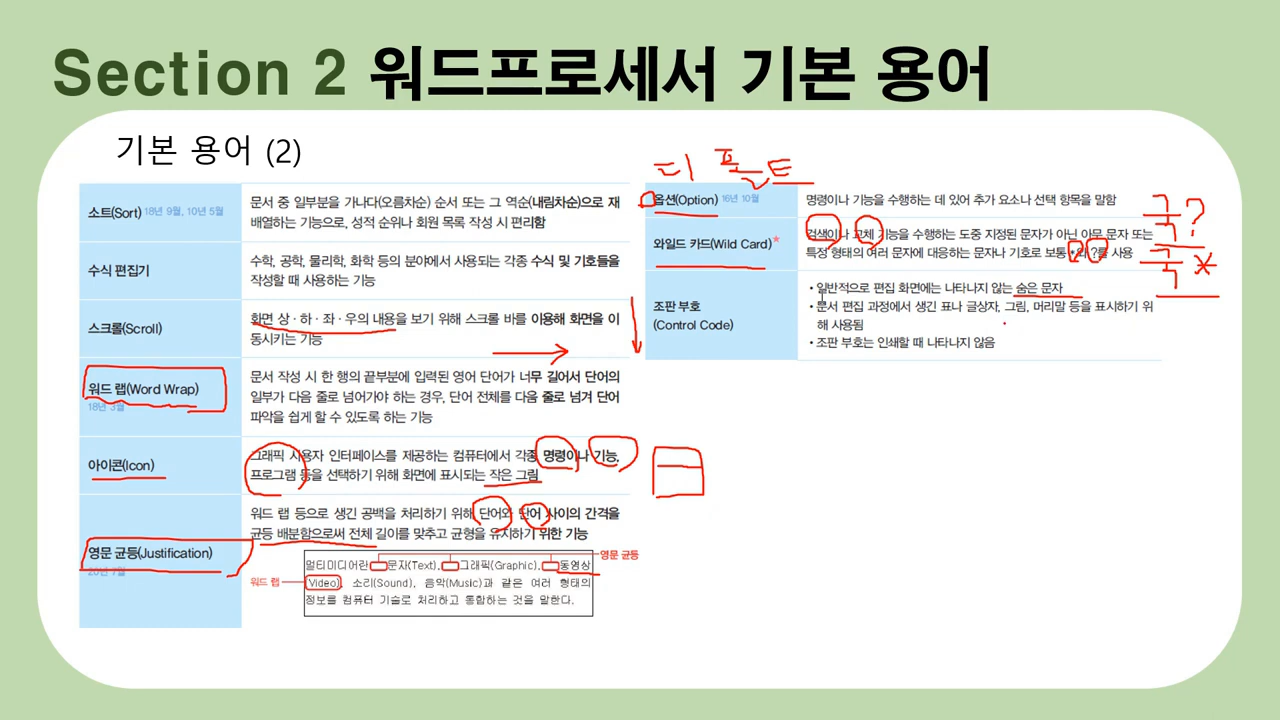 Section 2 워드프로세서 기본 용어
기본 용어 (2)
소트(Sort) 18년 9월, 10년 5월
문서 중 일부분을 가나다(오름차순) 순서 또는 그 역순(내림차순)으로 재
배열하는 기능으로, 성적 순위나 회원 목록 작성 시 편리함
수식 편집기
수학, 공학, 물리학, 화학 등의 분야에서 사용되는 각종 수식 및 기호들을
작성할 때 사용하는 기능
스크롤(Scroll)
화면 상·하·좌·우의 내용을 보기 위해 스크롤 바를 이용해 화면을 이
동시키는 기능
워드 랩(Word Wrap)
18년 3월
문서 작성 시 한 행의 끝부분에 입력된 영어 단어가 너무 길어서 단어의
일부가 다음 줄로 넘어가야 하는 경우, 단어 전체를 다음 줄로 넘겨 단어
파악을 쉽게 할 수 있도록 하는 기능
아이콘(Icon)
그래픽 사용자 인터페이스를 제공하는 컴퓨터에서 각종 명령이나 기능,
프로그램 등을 선택하기 위해 화면에 표시되는 작은 그림
영문 균등(Justification)
20년 7월
워드 랩 등으로 생긴 공백을 처리하기 위해 단어와 단어 사이의 간격을
균등 배분함으로써 전체 길이를 맞추고 균형을 유지하기 위한 기능
영문 균등
멀티미디어란 문자(Text), 그래픽(Graphic), 동영상
워드 랩
(Video), 소리(Sound), 음악(Music)과 같은 여러 형태의
정보를 컴퓨터 기술로 처리하고 통합하는 것을 말한다.
디폴트
옵션(Option) 16년 10월
명령이나 기능을 수행하는 데 있어 추가 요소나 선택 항목을 말함
와일드 카드(Wild Card)*
검색이나 교체 기능을 수행하는 도중 지정된 문자가 아닌 아무 문자 또는
특정 형태의 여러 문자에 대응하는 문자나 기호로 보통 *와 ?를 사용
국?
국*
조판 부호
(Control Code)
• 일반적으로 편집 화면에는 나타나지 않는 숨은 문자
• 문서 편집 과정에서 생긴 표나 글상자, 그림, 머리말 등을 표시하기 위
해 사용됨
• 조판 부호는 인쇄할 때 나타나지 않음